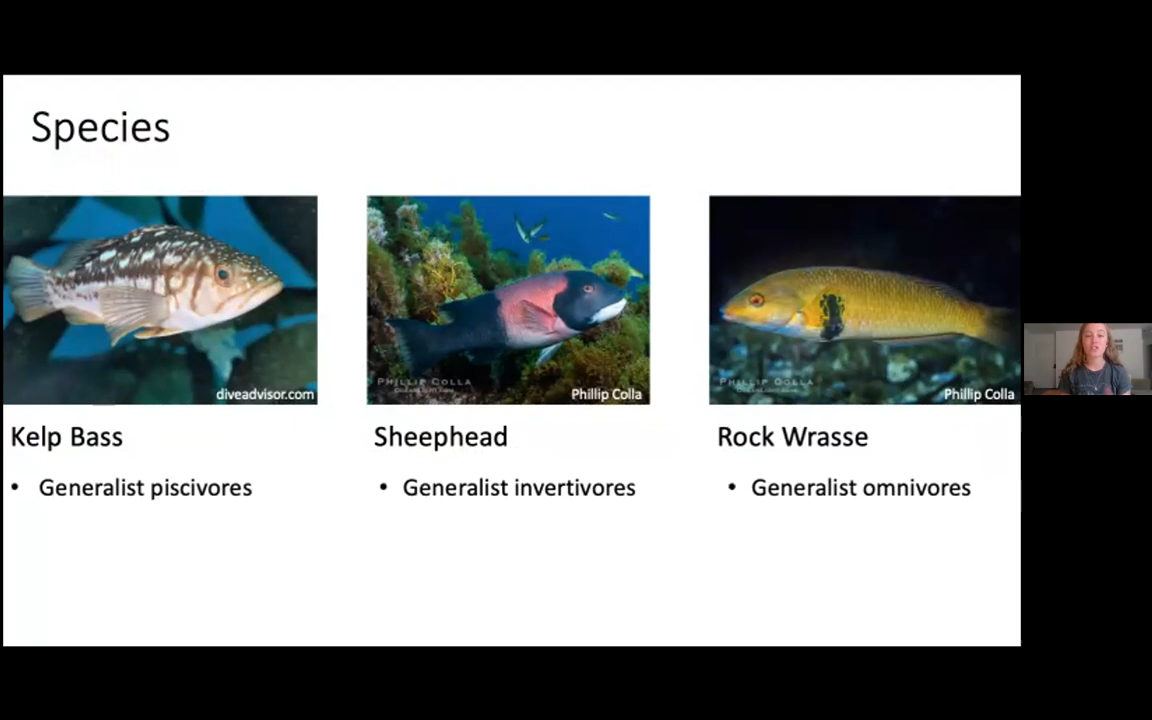 Species
diveadvisor.com
PHILLIP COLLA
Phillip Colla
PHILLIP COLLA
Phillip Colla
Kelp Bass
Sheephead
Rock Wrasse
• Generalist piscivores
• Generalist invertivores
• Generalist omnivores